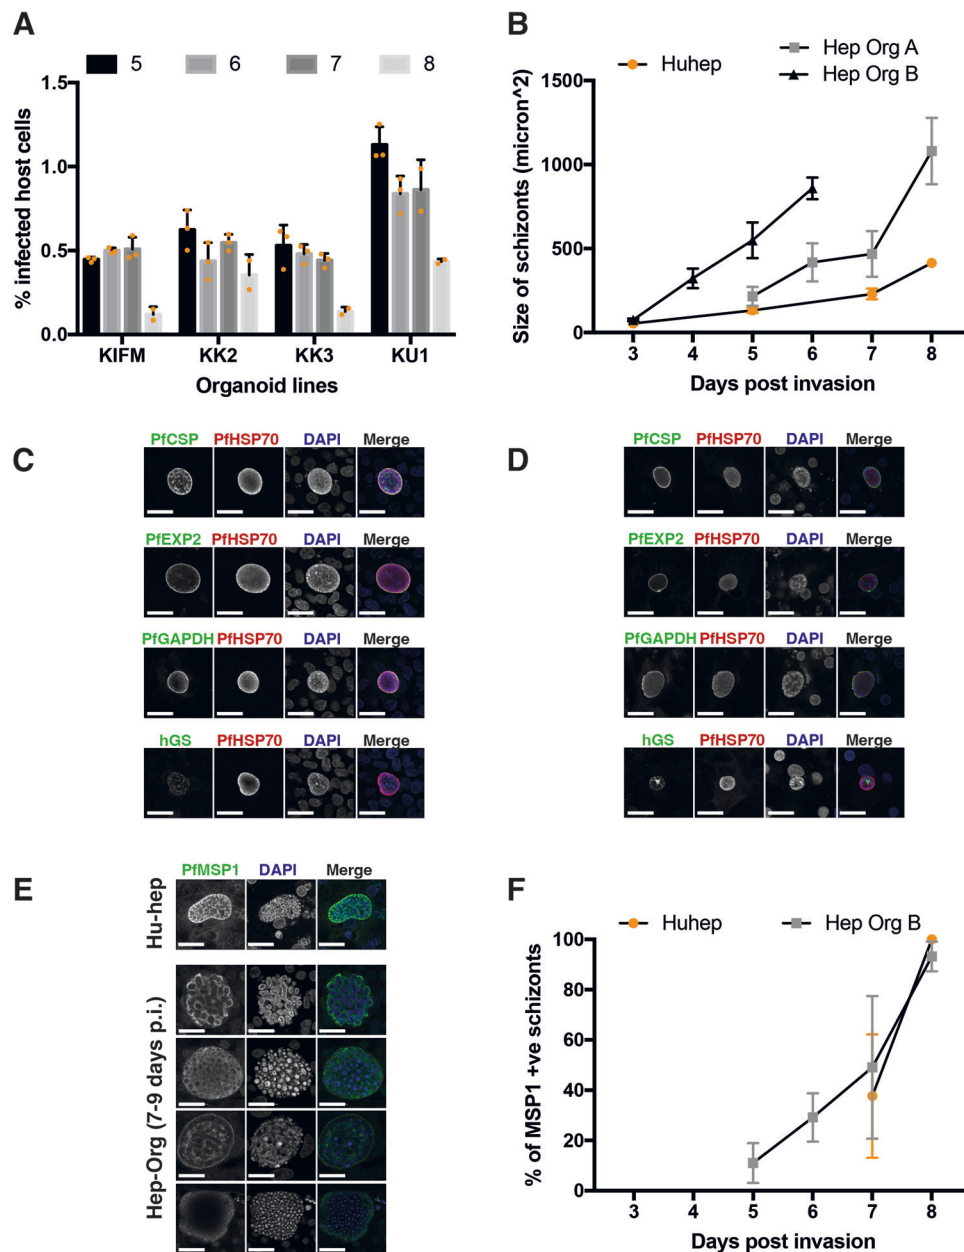 A
5 6 7 8
1.5
1.0
0.5
0.0
% infected host cells
KIFM KK2 KK3 KU1
Organoid lines
B
Huhep
Hep Org A
Hep Org B
1500
1000
500
0
Size of schizonts (micron^2)
3 4 5 6 7 8
Days post invasion
C
PfCSP PfHSP70 DAPI Merge
PfEXP2 PfHSP70 DAPI Merge
PfGAPDH PfHSP70 DAPI Merge
hGS PfHSP70 DAPI Merge
D
PfCSP PfHSP70 DAPI Merge
PfEXP2 PfHSP70 DAPI Merge
PfGAPDH PfHSP70 DAPI Merge
hGS PfHSP70 DAPI Merge
E
PfMSP1 DAPI Merge
Hu-hep
Hep-Org (7-9 days p.i.)
F
Huhep Hep Org B
100
80
60
40
20
0
% of MSP1 +ve schizonts
3 4 5 6 7 8
Days post invasion